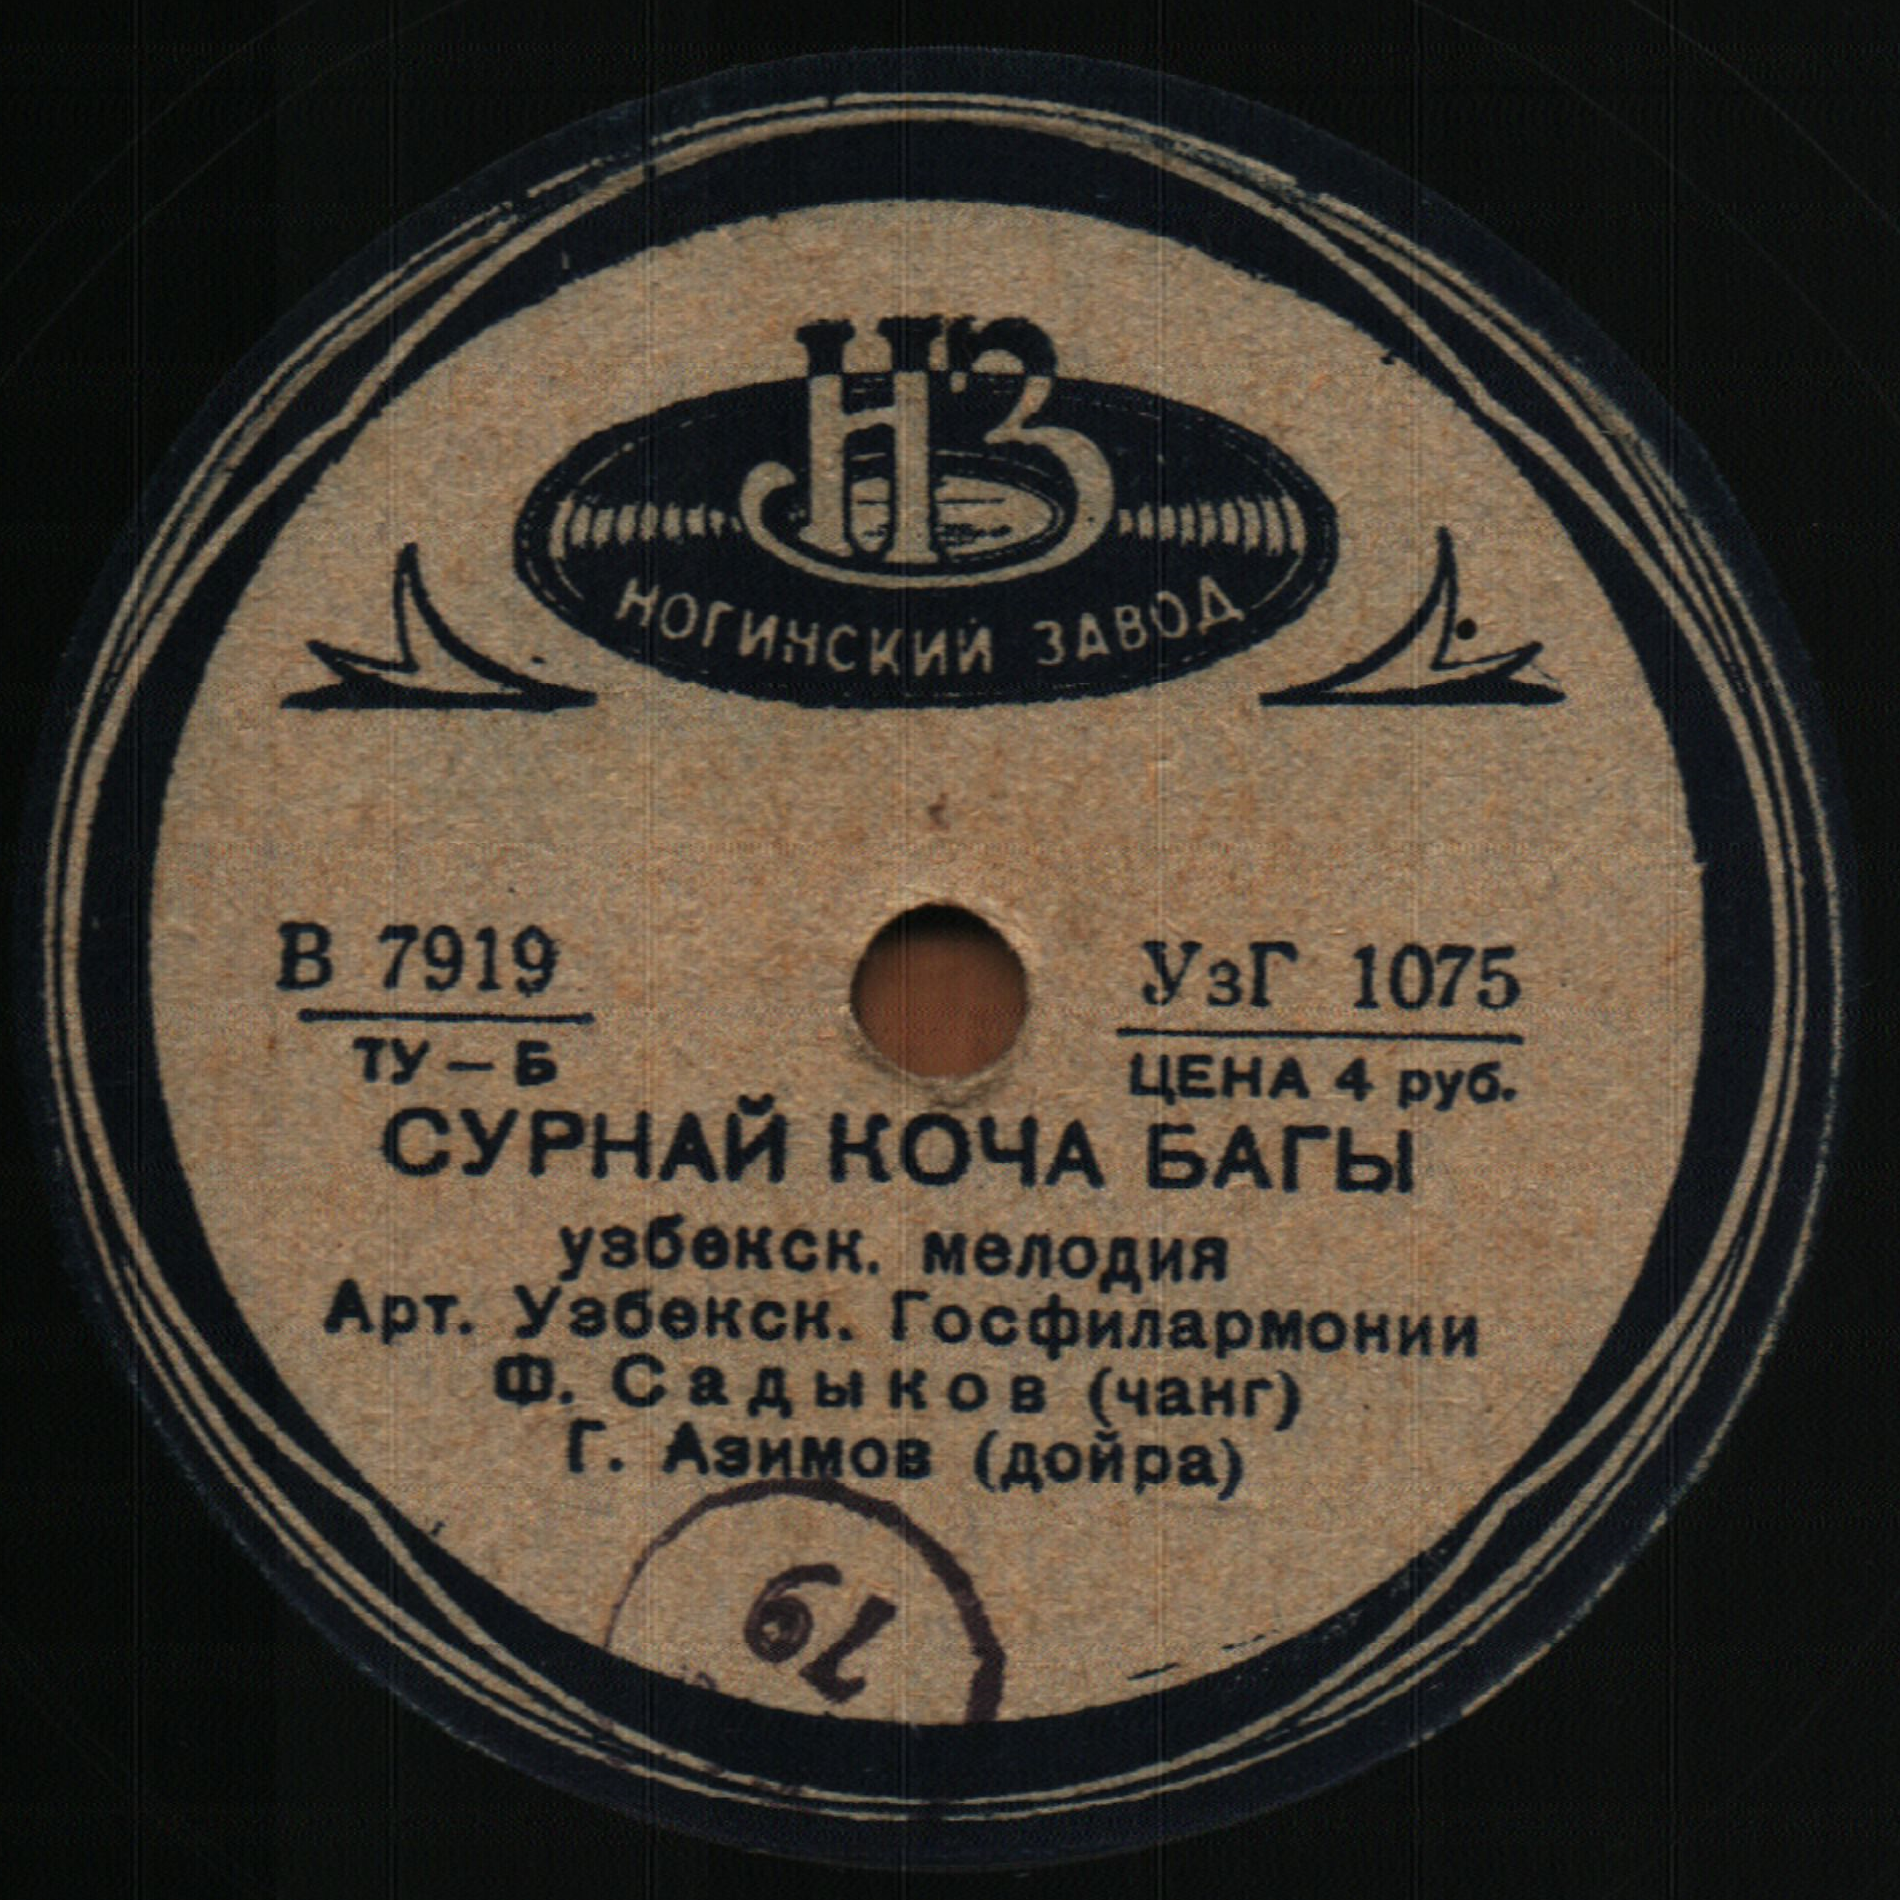 НЗ
НОГИНСКИЙ ЗАВОД
В 7919
ТУ – Б
УзГ 1075
ЦЕНА 4 руб.
СУРНАЙ КОЧА БАГЫ
узбекск. мелодия
Арт. Узбекск. Госфилармонии
Ф. Садыков (чанг)
Г. Азимов (дойра)
79